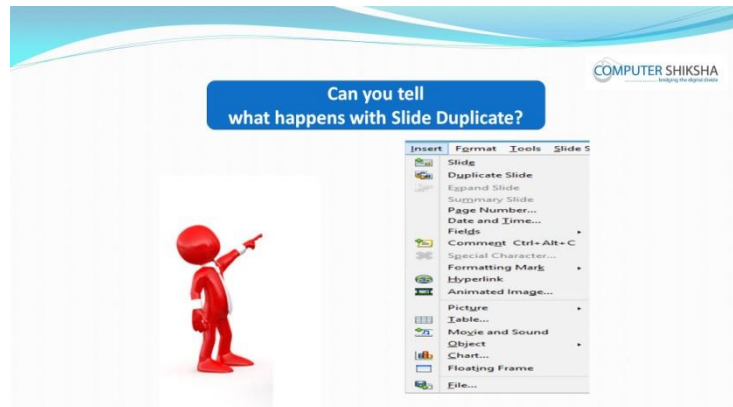 COMPUTER SHIKSHA
bridging the digital divide
Can you tell
what happens with Slide Duplicate?
Insert Format Tools Slide S
Slide
Duplicate Slide
Expand Slide
Summary Slide
Page Number...
Date and Time...
Fields
Comment Ctrl+Alt+C
Special Character...
Formatting Mark
Hyperlink
Animated Image...
Picture
Table...
Movie and Sound
Object
Chart...
Floating Frame
File...